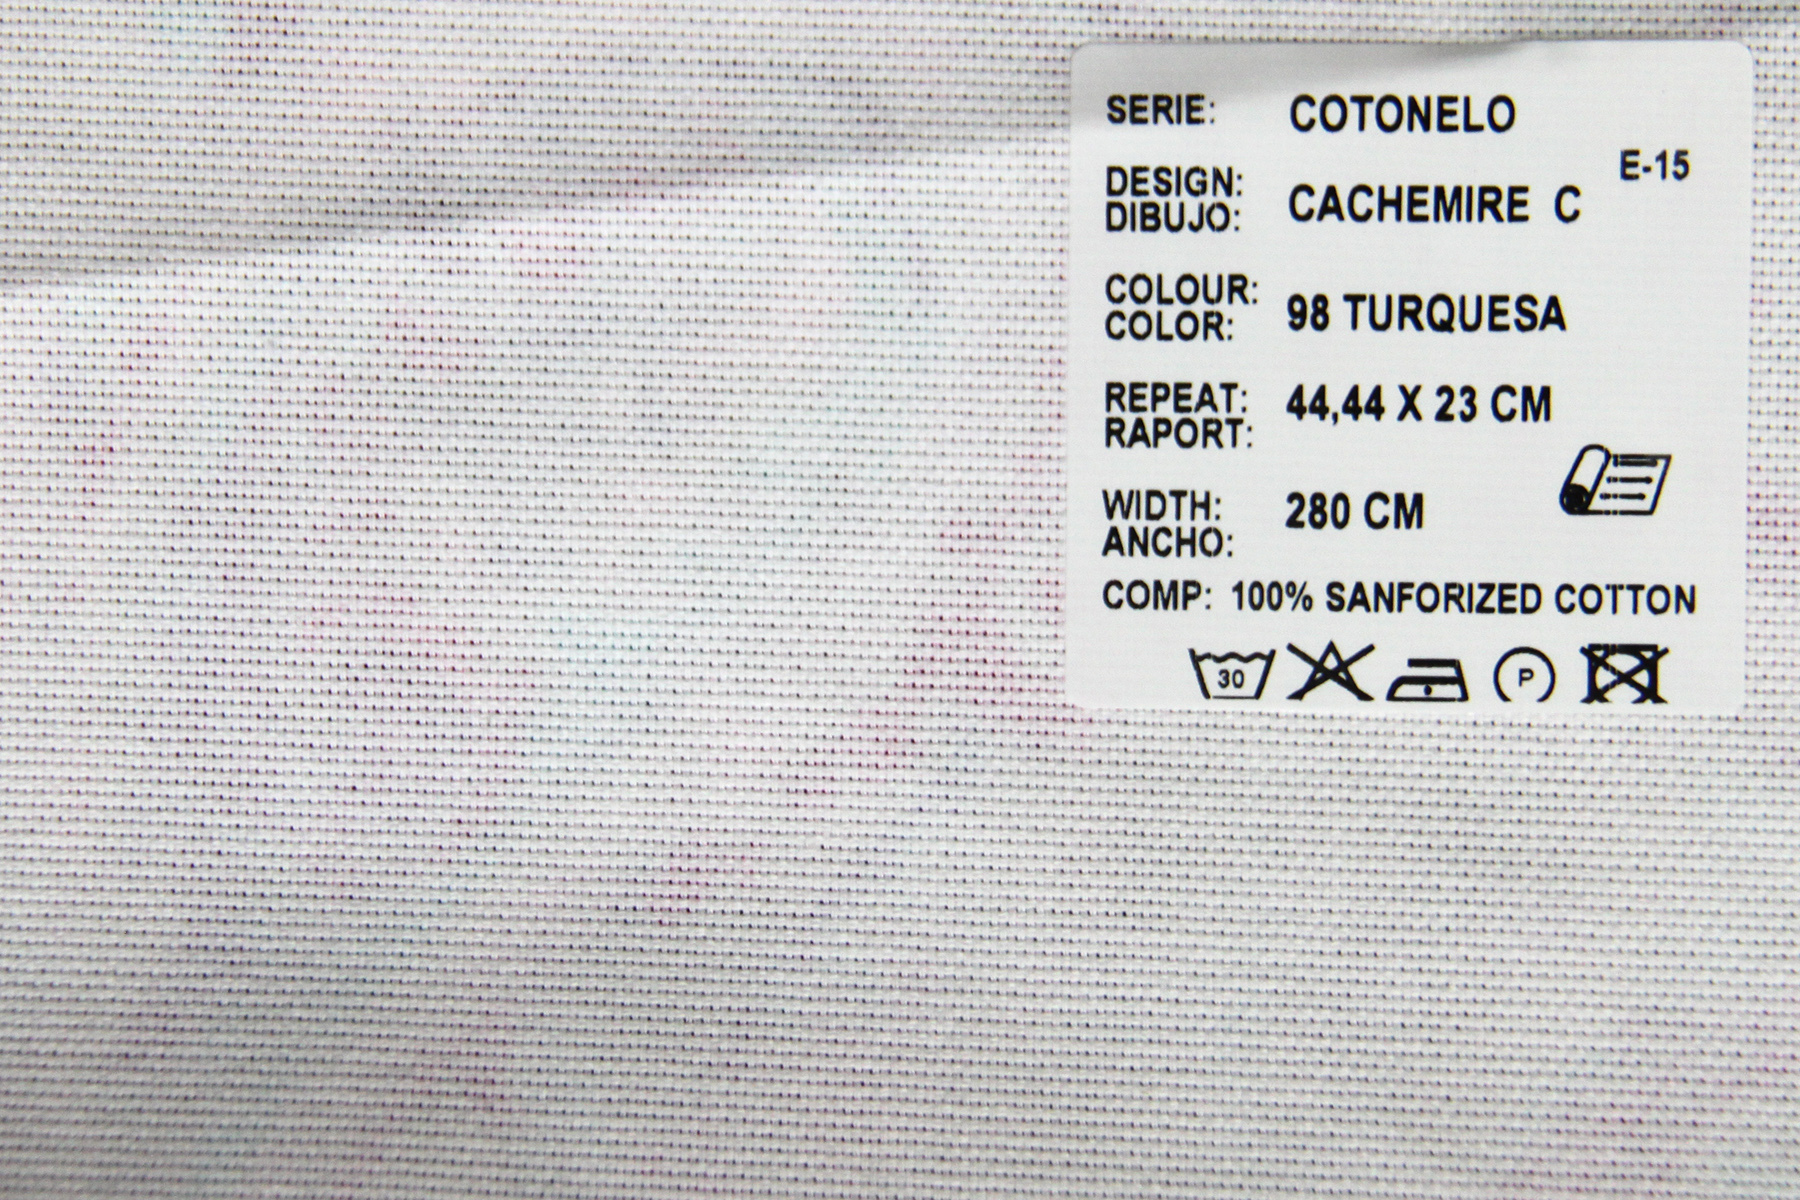 SERIE: COTONELO
E-15
DESIGN:
DIBUJO: CACHEMIRE C
COLOUR:
COLOR: 98 TURQUESA
REPEAT: 44,44 X 23 CM
RAPORT:
WIDTH: 280 CM
ANCHO:
COMP: 100% SANFORIZED COTTON
30 P